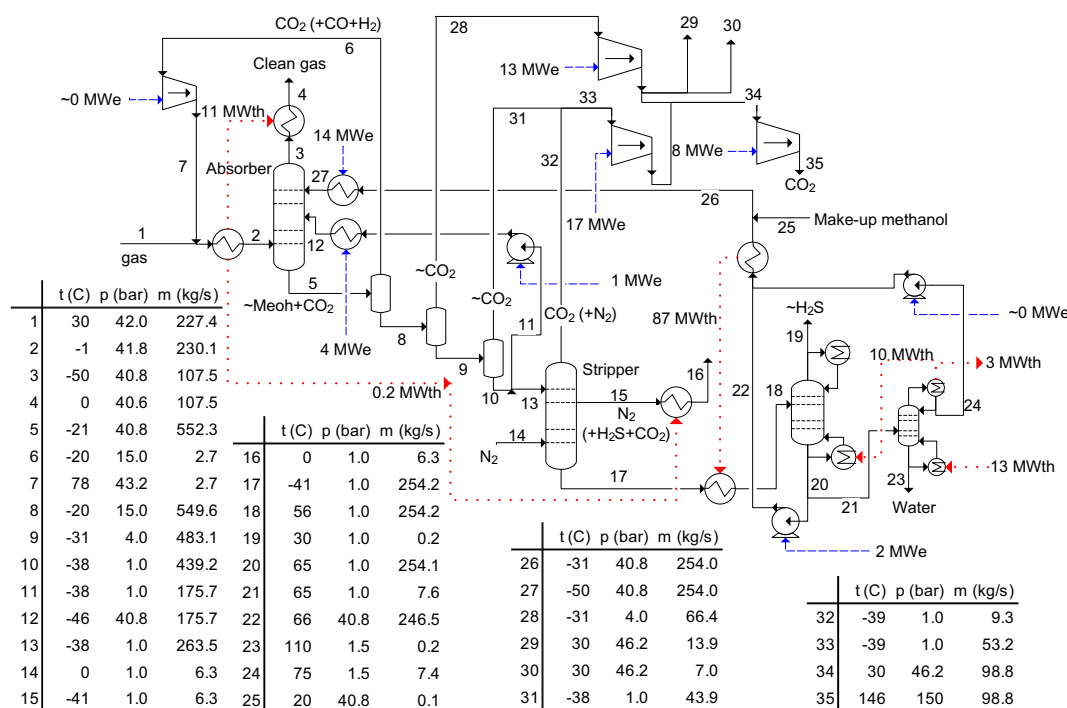 CO2 (+CO+H2)
6
28
29
30
Clean gas
4
13 MWe
~0 MWe
11 MWth
33
34
31
14 MWe
3
32
8 MWe
35
CO2
7
Absorber
27
26
17 MWe
25
Make-up methanol
1
2
12
gas
~CO2
5
~Meoh+CO2
~CO2
1 MWe
CO2 (+N2)
11
87 MWth
~H2S
19
~0 MWe
4 MWe
8
9
Stripper
16
22
10 MWth
3 MWth
0.2 MWth
10
13
15
N2
(+H2S+CO2)
18
24
14
N2
17
20
21
23
13 MWth
Water
2 MWe
t (C) p (bar) m (kg/s)
1 30 42.0 227.4
2 -1 41.8 230.1
3 -50 40.8 107.5
4 0 40.6 107.5
5 -21 40.8 552.3
6 -20 15.0 2.7
7 78 43.2 2.7
8 -20 15.0 549.6
9 -31 4.0 483.1
10 -38 1.0 439.2
11 -38 1.0 175.7
12 -46 40.8 175.7
13 -38 1.0 263.5
14 0 1.0 6.3
15 -41 1.0 6.3
t (C) p (bar) m (kg/s)
16 0 1.0 6.3
17 -41 1.0 254.2
18 56 1.0 254.2
19 30 1.0 0.2
20 65 1.0 254.1
21 65 1.0 7.6
22 66 40.8 246.5
23 110 1.5 0.2
24 75 1.5 7.4
25 20 40.8 0.1
t (C) p (bar) m (kg/s)
26 -31 40.8 254.0
27 -50 40.8 254.0
28 -31 4.0 66.4
29 30 46.2 13.9
30 30 46.2 7.0
31 -38 1.0 43.9
t (C) p (bar) m (kg/s)
32 -39 1.0 9.3
33 -39 1.0 53.2
34 30 46.2 98.8
35 146 150 98.8